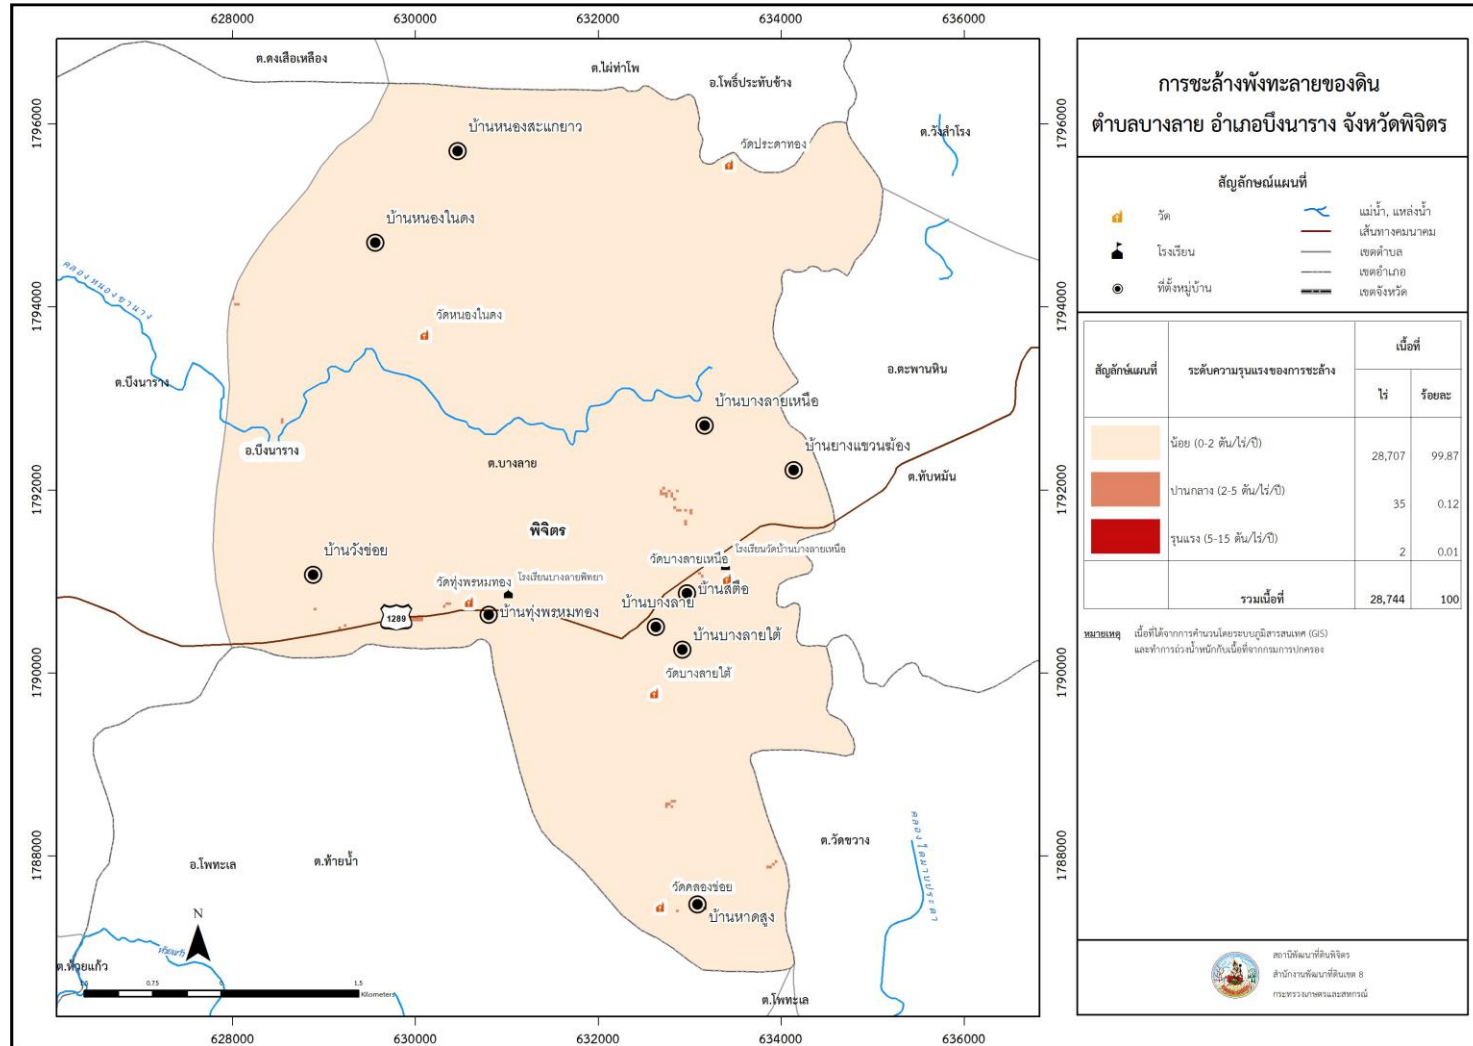 628000
630000
632000
634000
636000
ต.ดงเสือเหลือง
ต.ไผ่ท่าโพ
อ.โพธิ์ประทับช้าง
ต.วังสำโรง
1796000
1796000
บ้านหนองสะแกยาว
วัดประดาทอง
บ้านหนองในดง
คลองหนองขานาง
1794000
1794000
วัดหนองในดง
ต.บึงนาราง
อ.ตะพานหิน
บ้านบางลายเหนือ
อ.บึงนาราง
ต.บางลาย
บ้านยางแขวนฆ้อง
ต.ทับหมัน
1792000
1792000
พิจิตร
บ้านวังข่อย
วัดบางลายเหนือ
โรงเรียนวัดบ้านบางลายเหนือ
วัดทุ่งพรหมทอง
โรงเรียนบางลายพิทยา
บ้านสตือ
บ้านบางลาย
1289
บ้านทุ่งพรหมทอง
บ้านบางลายใต้
1790000
1790000
วัดบางลายใต้
1788000
1788000
อ.โพทะเล
ต.ท้ายน้ำ
ต.วัดขวาง
วัดคลองข่อย
บ้านหาดสูง
N
ห้วยแก้ว
ต.ห้วยแก้ว
ต.โพทะเล
1.5
0.75
0
1.5
Kilometers
628000
630000
632000
634000
636000
การชะล้างพังทะลายของดิน
ตำบลบางลาย อำเภอบึงนาราง จังหวัดพิจิตร
สัญลักษณ์แผนที่
วัด
แม่น้ำ, แหล่งน้ำ
เส้นทางคมนาคม
โรงเรียน
เขตตำบล
เขตอำเภอ
ที่ตั้งหมู่บ้าน
เขตจังหวัด
สัญลักษ์แผนที่
ระดับความรุนแรงของการชะล้าง
เนื้อที่
ไร่
ร้อยละ
น้อย (0-2 ตัน/ไร่/ปี) 28,707 99.87
ปานกลาง (2-5 ตัน/ไร่/ปี) 35 0.12
รุนแรง (5-15 ตัน/ไร่/ปี) 2 0.01
รวมเนื้อที่ 28,744 100
หมายเหตุ เนื้อที่ได้จากการคำนวนโดยระบบภูมิสารสนเทศ (GIS)
และทำการถ่วงน้ำหนักกับเนื้อที่จากกรมการปกครอง
สถานีพัฒนาที่ดินพิจิตร
สำนักงานพัฒนาที่ดินเขต 8
กระทรวงเกษตรและสหกรณ์